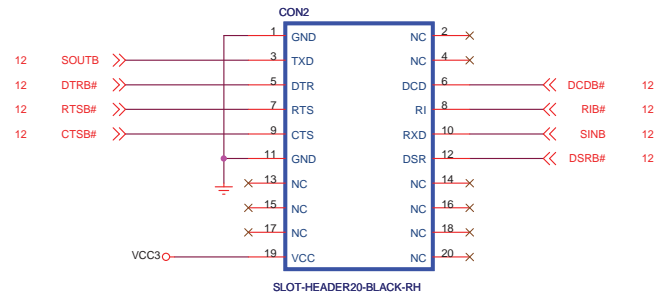 CON2
1 GND NC 2
12 SOUTB 3 TXD NC 4
12 DTRB# 5 DTR DCD 6 DCDB# 12
12 RTSB# 7 RTS RI 8 RIB# 12
12 CTSB# 9 CTS RXD 10 SINB 12
11 GND DSR 12 DSRB# 12
13 NC NC 14
15 NC NC 16
17 NC NC 18
VCC3 19 VCC NC 20
SLOT-HEADER20-BLACK-RH